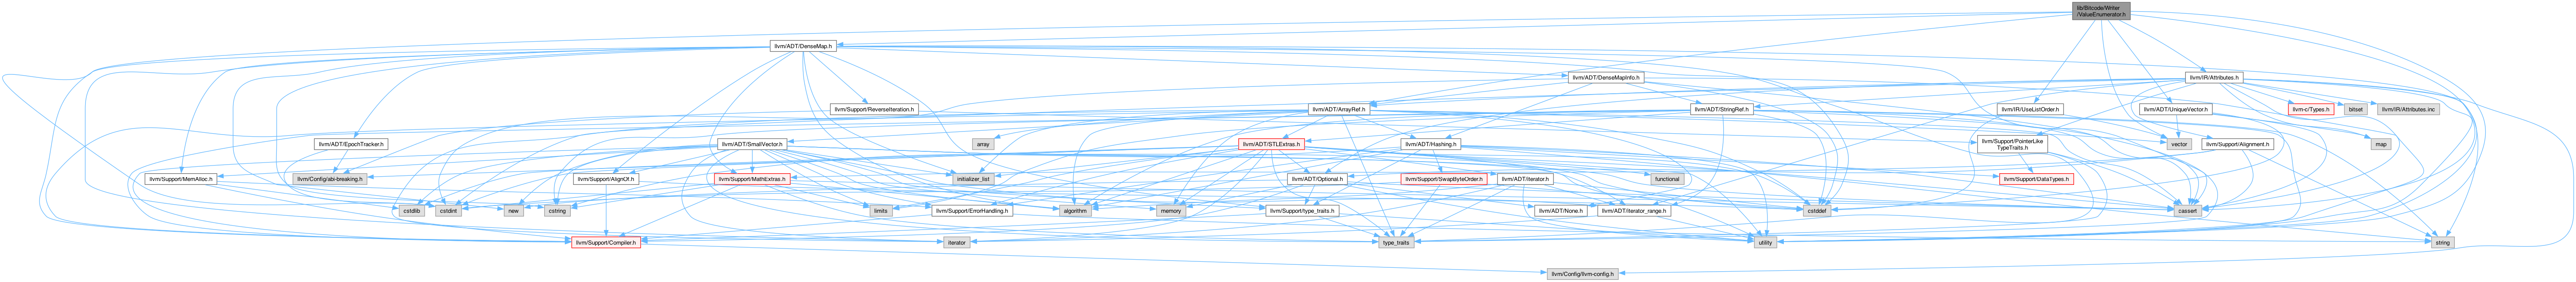 lib/Bitcode/Writer
/ValueEnumerator.h
llvm/ADT/DenseMap.h
llvm/ADT/DenseMapInfo.h
llvm/IR/Attributes.h
llvm/Support/ReverseIteration.h
llvm/ADT/ArrayRef.h
llvm/ADT/StringRef.h
llvm/IR/UseListOrder.h
llvm/ADT/UniqueVector.h
llvm-c/Types.h
bitset
llvm/IR/Attributes.inc
llvm/ADT/EpochTracker.h
llvm/ADT/SmallVector.h
array
llvm/ADT/STLExtras.h
llvm/ADT/Hashing.h
llvm/Support/PointerLike
TypeTraits.h
vector
llvm/Support/Alignment.h
map
llvm/Config/abi-breaking.h
llvm/Support/MemAlloc.h
llvm/Support/AlignOf.h
llvm/Support/MathExtras.h
initializer_list
llvm/ADT/Optional.h
llvm/Support/SwapByteOrder.h
llvm/ADT/iterator.h
functional
llvm/Support/DataTypes.h
cstdlib
cstdint
new
cstring
limits
llvm/Support/ErrorHandling.h
algorithm
memory
llvm/Support/type_traits.h
llvm/ADT/None.h
llvm/ADT/iterator_range.h
cstddef
cassert
llvm/Support/Compiler.h
iterator
type_traits
utility
string
llvm/Config/llvm-config.h